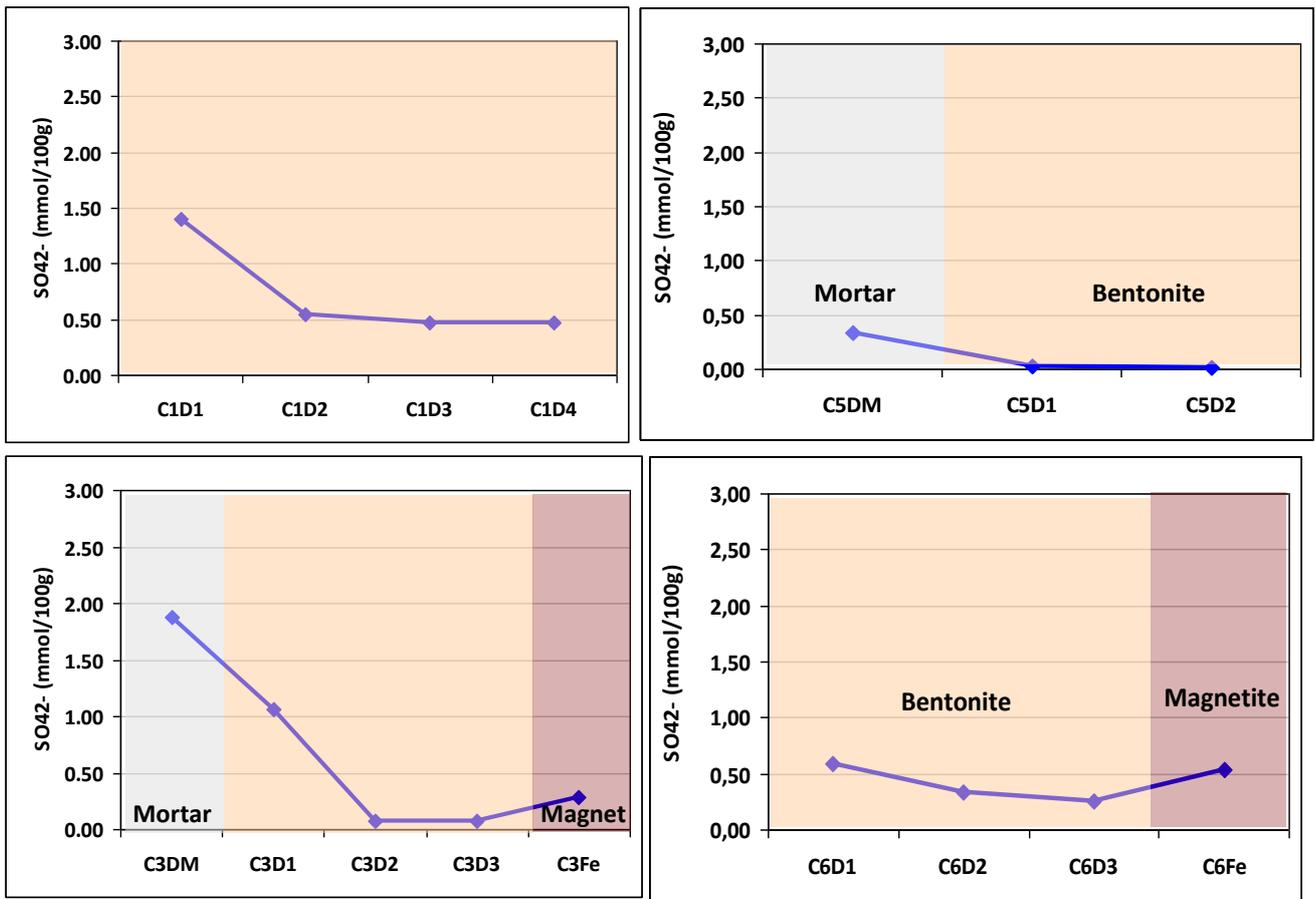 SO42- (mmol/100g)
3.00
2.50
2.00
1.50
1.00
0.50
0.00
C1D1 C1D2 C1D3 C1D4
SO42- (mmol/100g)
3,00
2,50
2,00
1,50
1,00
0,50
0,00
Mortar Bentonite
C5DM C5D1 C5D2
SO42- (mmol/100g)
3.00
2.50
2.00
1.50
1.00
0.50
0.00
Mortar Magnet
C3DM C3D1 C3D2 C3D3 C3Fe
SO42- (mmol/100g)
3,00
2,50
2,00
1,50
1,00
0,50
0,00
Bentonite Magnetite
C6D1 C6D2 C6D3 C6Fe